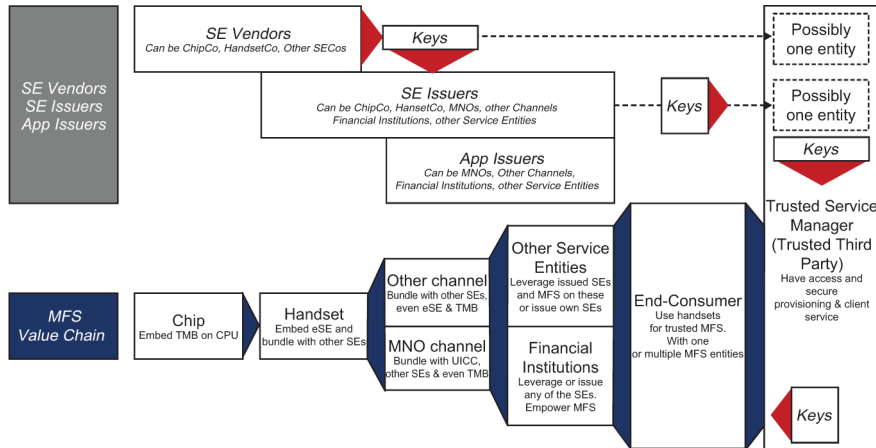 SE Vendors
SE Issuers
App Issuers
SE Vendors
Can be ChipCo, HandsetCo, Other SECos
Keys
Possibly
one entity
SE Issuers
Can be ChipCo, HansetCo, MNOs, other Channels
Financial Institutions, other Service Entities
Keys
Possibly
one entity
App Issuers
Can be MNOs, Other Channels,
Financial Institutions, other Service Entities
Keys
Trusted Service
Manager
(Trusted Third
Party)
Have access and
secure
provisioning & client
service
MFS
Value Chain
Chip
Embed TMB on CPU
Handset
Embed eSE and
bundle with other SEs
Other channel
Bundle with other SEs,
even eSE & TMB
MNO channel
Bundle with UICC,
other SEs & even TMB
Other Service
Entities
Leverage issued SEs
and MFS on these
or issue own SEs
Financial
Institutions
Leverage or issue
any of the SEs.
Empower MFS
End-Consumer
Use handsets
for trusted MFS.
With one
or multiple MFS entities
Keys